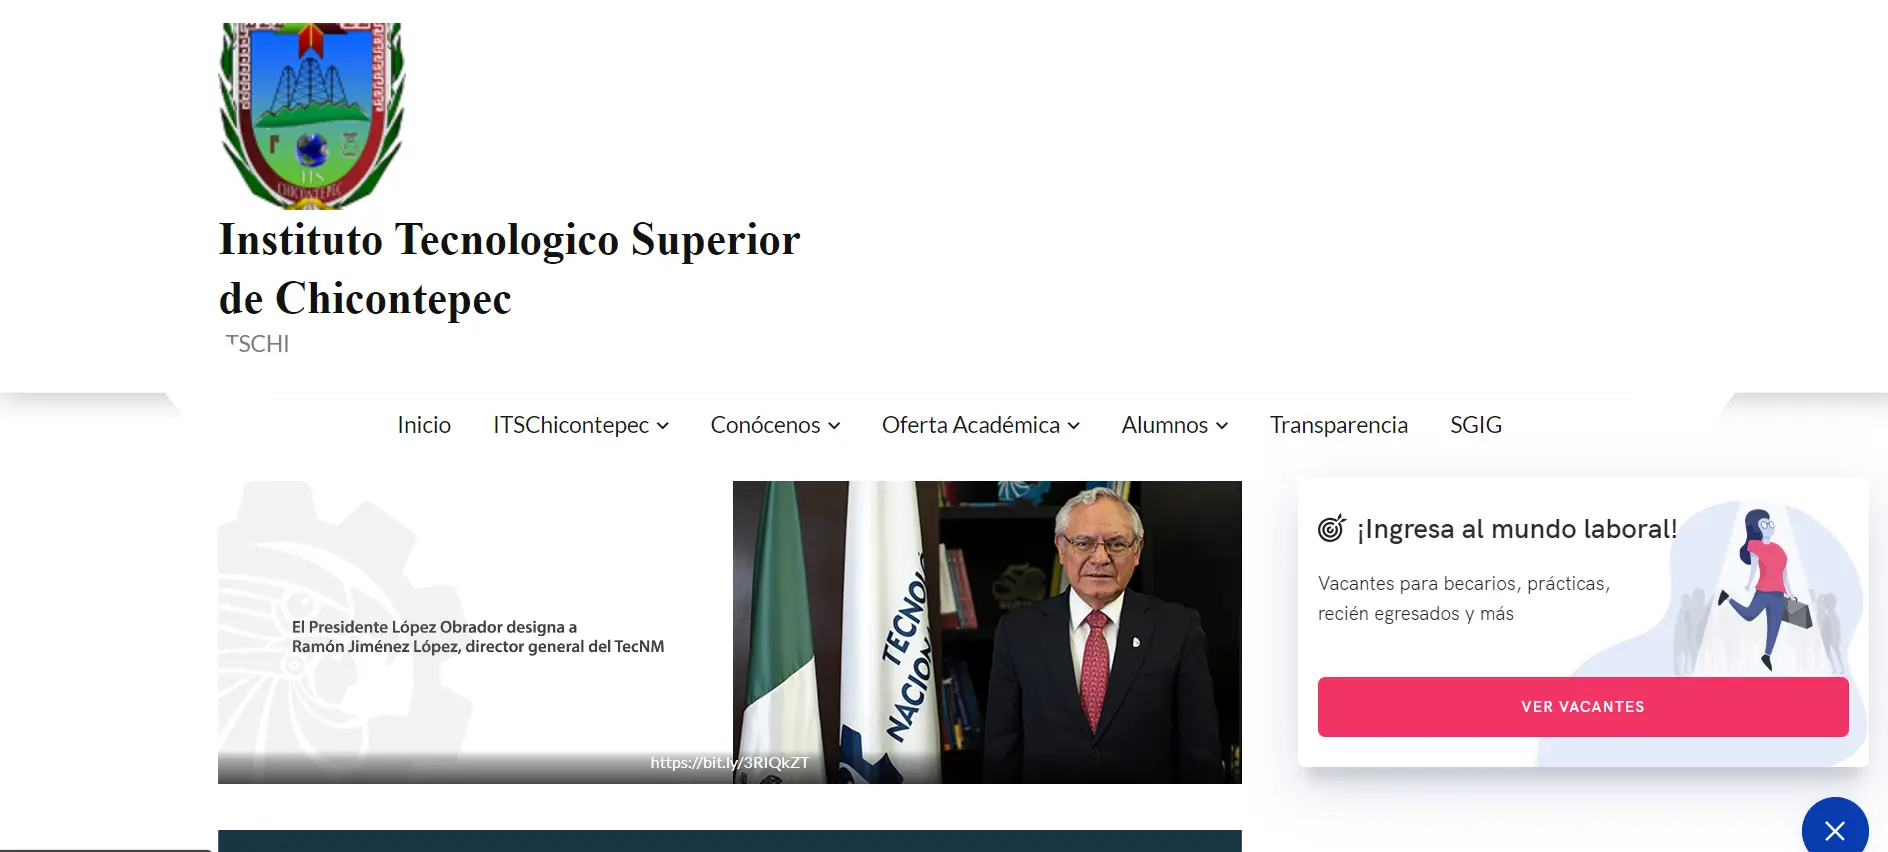 ITS
CHICONTEPEC
Instituto Tecnologico Superior
de Chicontepec
TSCHI
Inicio
ITSChicontepec
Conócenos
Oferta Académica
Alumnos
Transparencia
SGIG
El Presidente López Obrador designa a
Ramón Jiménez López, director general del TecNM
TECNOL
NACION
https://bit.ly/3RIQkZT
¡Ingresa al mundo laboral!
Vacantes para becarios, prácticas,
recién egresados y más
VER VACANTES